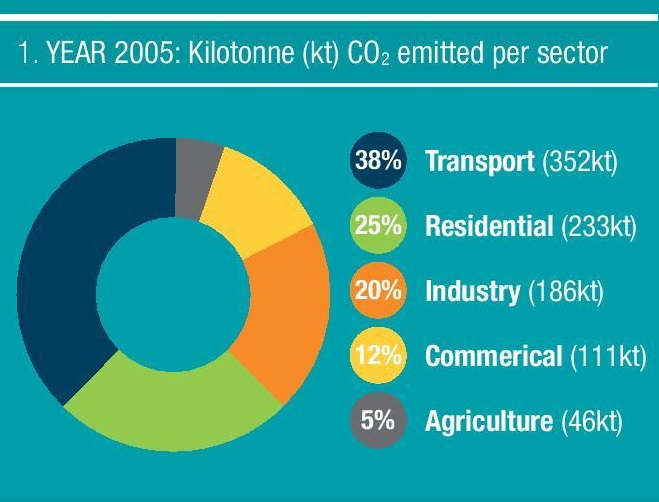 1. YEAR 2005: Kilotonne (kt) CO₂ emitted per sector
38% Transport (352kt)
25% Residential (233kt)
20% Industry (186kt)
12% Commerical (111kt)
5% Agriculture (46kt)